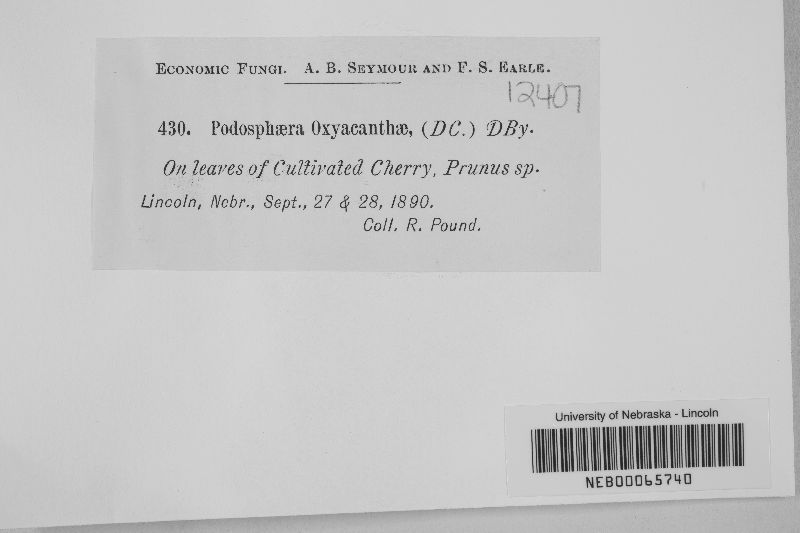 Economic Fungi. A. B. Seymour and F. S. Earle.
12407
430. Podosphæra Oxyacanthæ, (DC.) DBy.
On leaves of Cultivated Cherry, Prunus sp.
Lincoln, Nebr., Sept., 27 & 28, 1890.
Coll. R. Pound.
University of Nebraska - Lincoln
NEB00065740